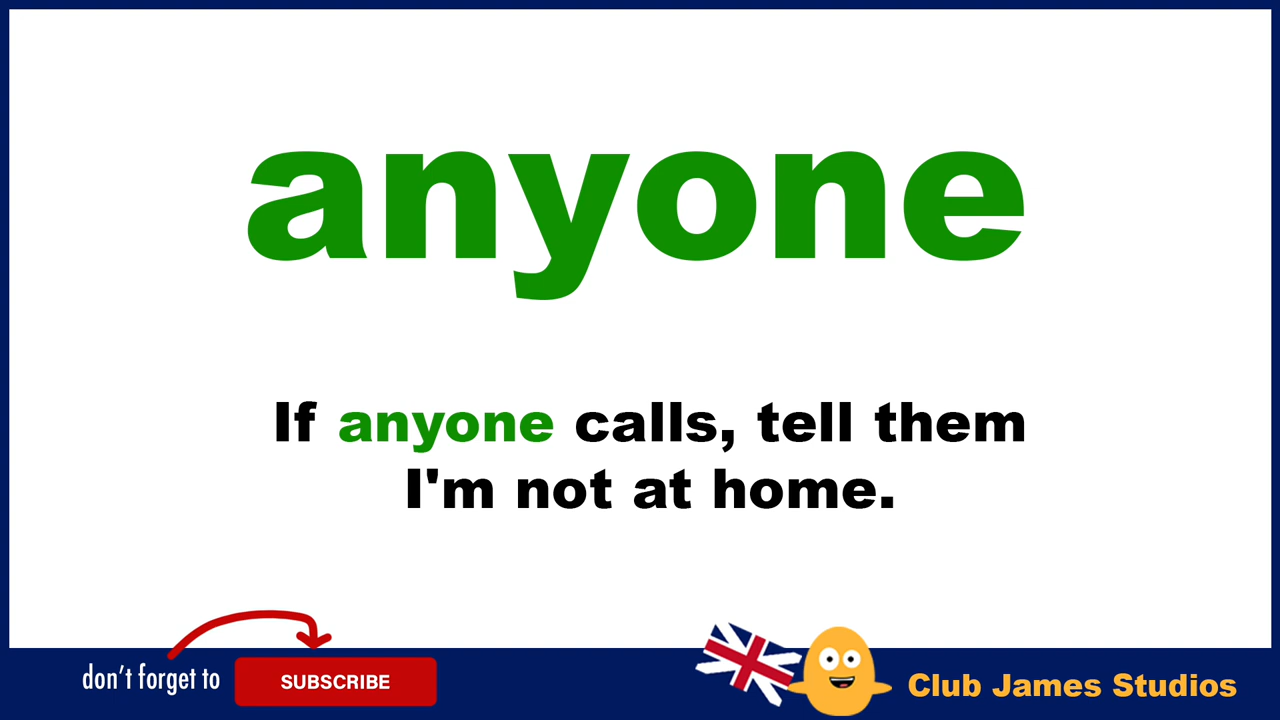 anyone
If anyone calls, tell them
I'm not at home.
don't forget to
SUBSCRIBE
Club James Studios